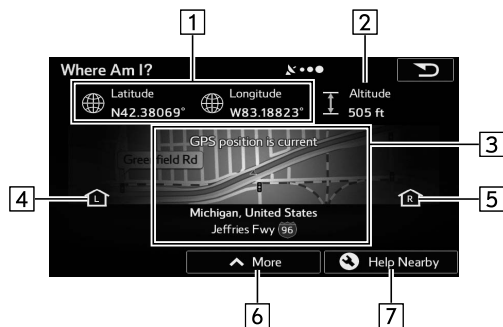 1
2
Where Am I?
Latitude
N42.38069°
Longitude
W83.18823°
Altitude
505 ft
3
GPS position is current
Greenfield Rd
4
L
R
5
Michigan, United States
Jeffries Fwy 96
More
Help Nearby
6
7